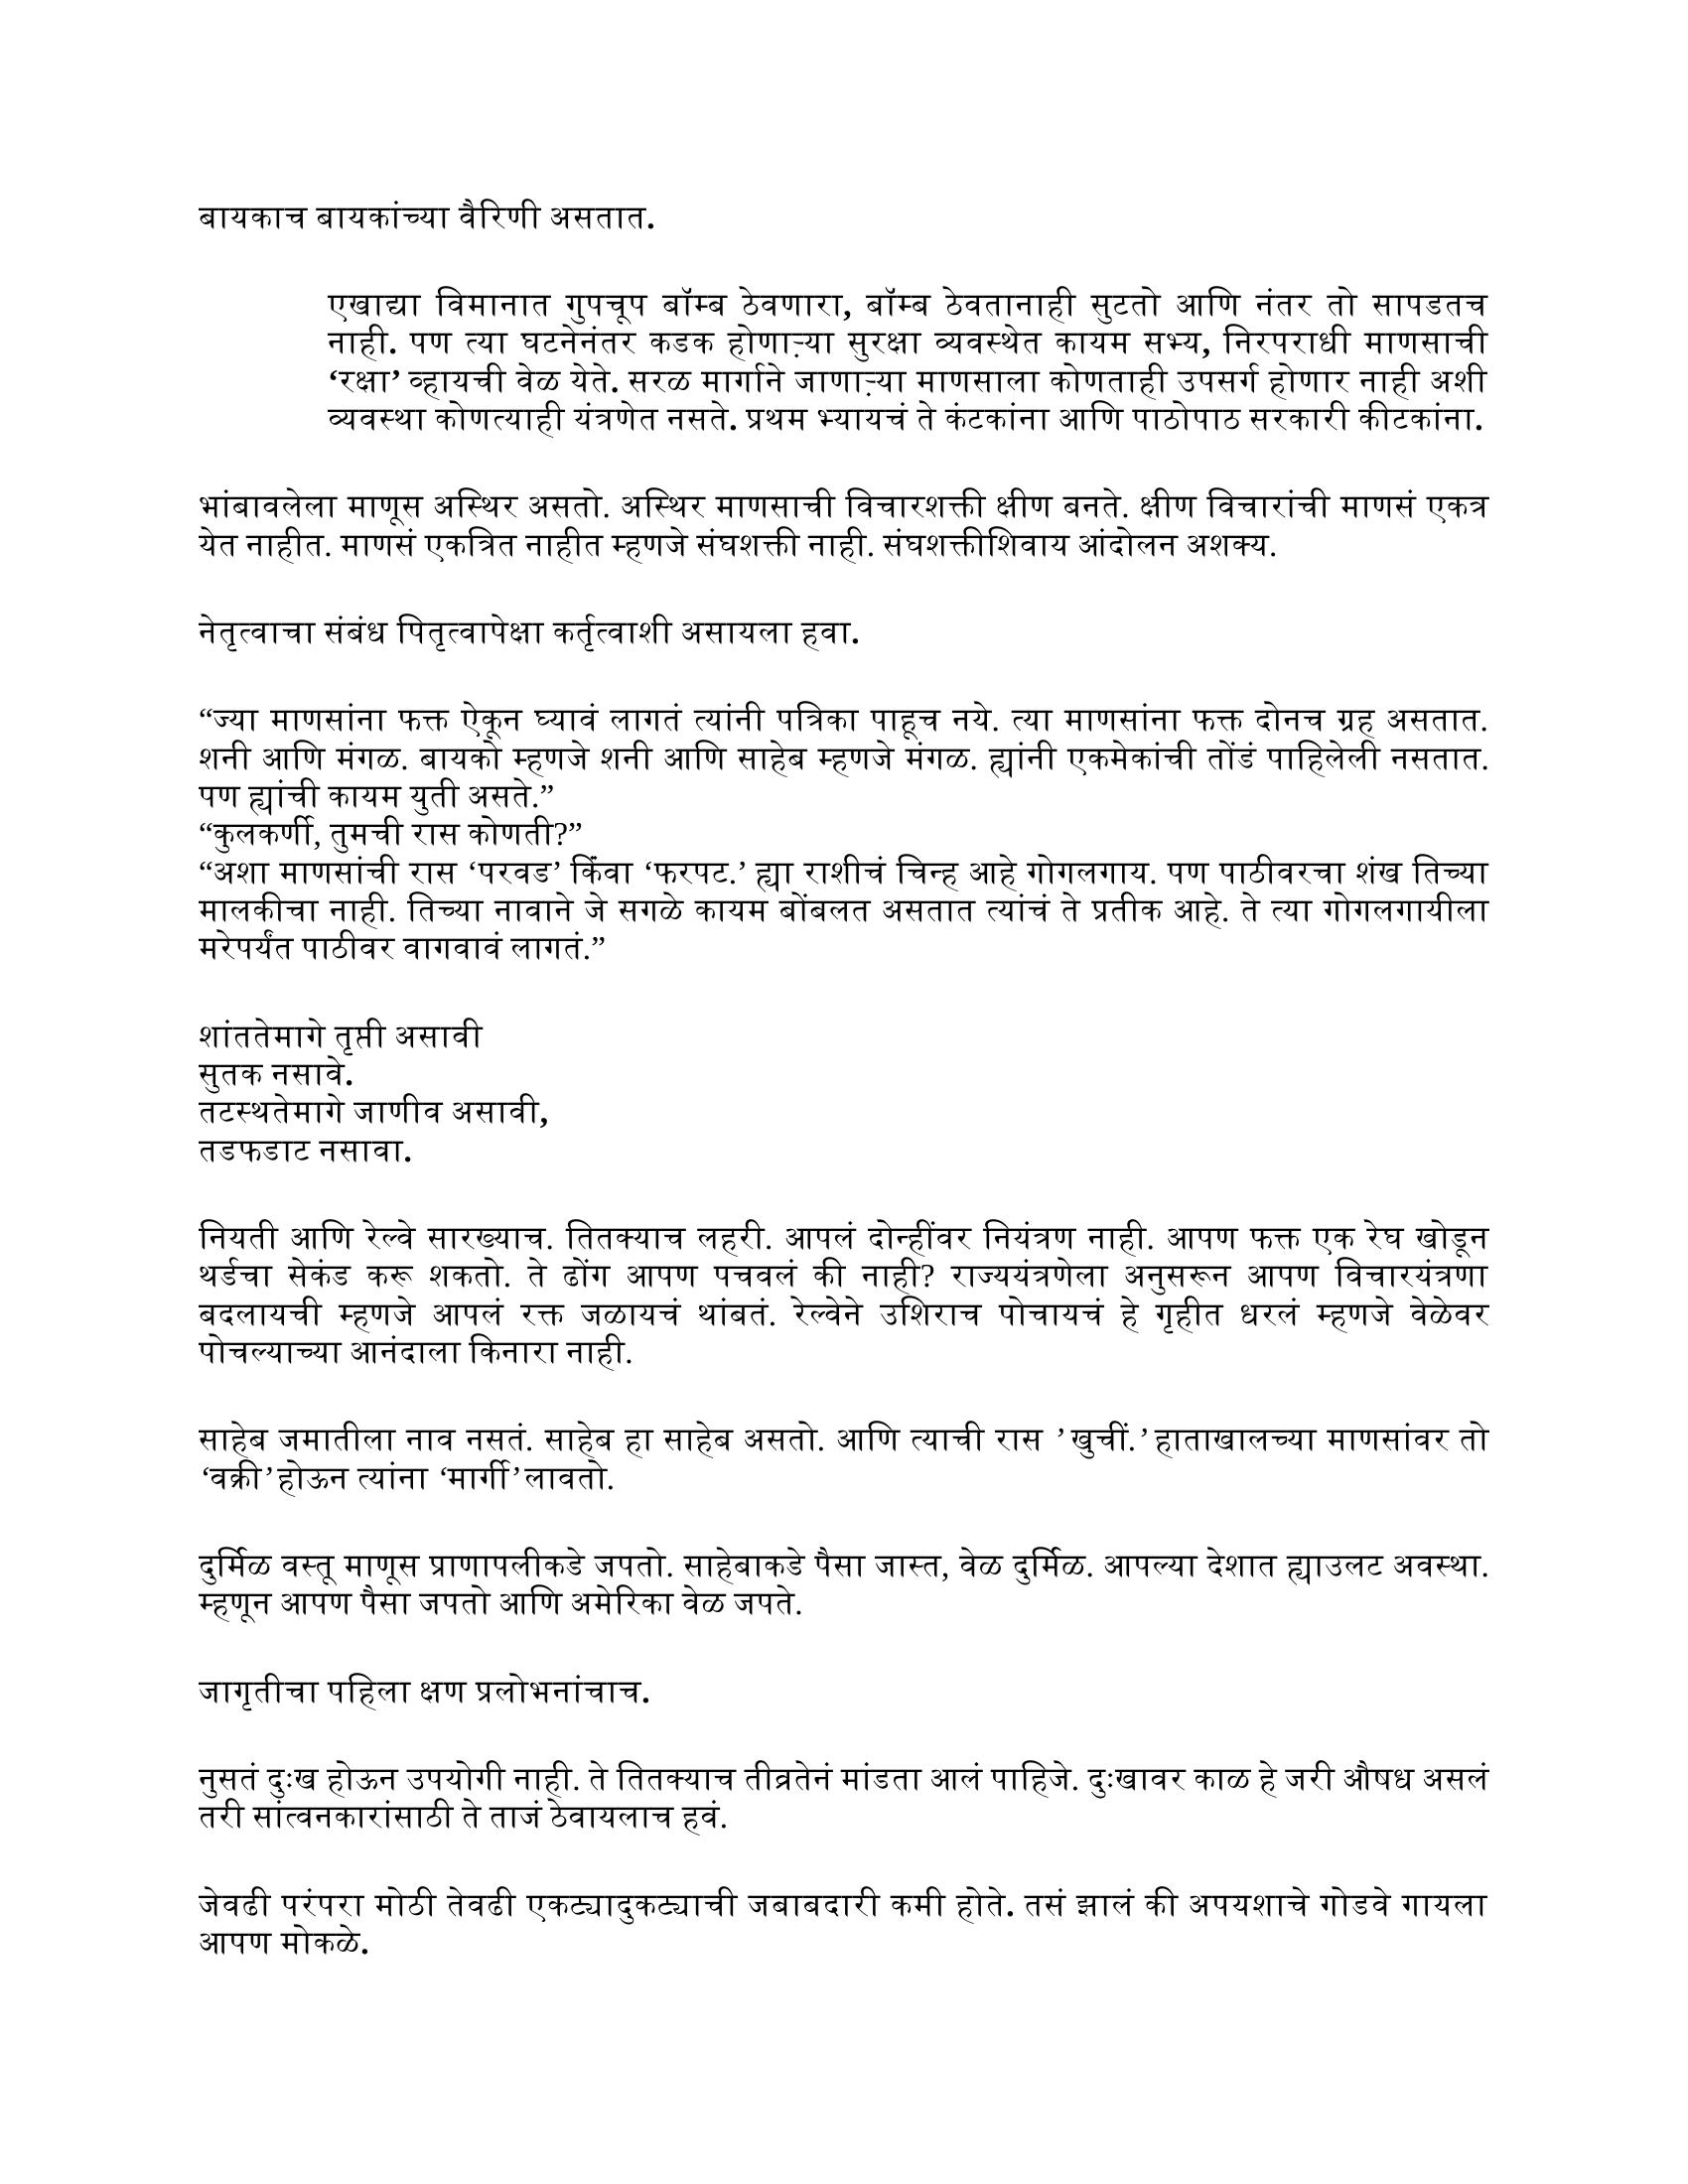 बायकाच बायकांच्या वैरिणी असतात.
एखाद्या विमानात गुपचूप बॉम्ब ठेवणारा, बॉम्ब ठेवतानाही सुटतो आणि नंतर तो सापडतच
नाही. पण त्या घटनेनंतर कडक होणाऱ्या सुरक्षा व्यवस्थेत कायम सभ्य, निरपराधी माणसाची
‘रक्षा’ व्हायची वेळ येते. सरळ मार्गाने जाणाऱ्या माणसाला कोणताही उपसर्ग होणार नाही अशी
व्यवस्था कोणत्याही यंत्रणेत नसते. प्रथम भ्यायचं ते कंटकांना आणि पाठोपाठ सरकारी कीटकांना.
भांबावलेला माणूस अस्थिर असतो. अस्थिर माणसाची विचारशक्ती क्षीण बनते. क्षीण विचारांची माणसं एकत्र
येत नाहीत. माणसं एकत्रित नाहीत म्हणजे संघशक्ती नाही. संघशक्तीशिवाय आंदोलन अशक्य.
नेतृत्वाचा संबंध पितृत्वापेक्षा कर्तृत्वाशी असायला हवा.
“ज्या माणसांना फक्त ऐकून घ्यावं लागतं त्यांनी पत्रिका पाहूच नये. त्या माणसांना फक्त दोनच ग्रह असतात.
शनी आणि मंगळ. बायको म्हणजे शनी आणि साहेब म्हणजे मंगळ. ह्यांनी एकमेकांची तोंडं पाहिलेली नसतात.
पण ह्यांची कायम युती असते.”
“कुलकर्णी, तुमची रास कोणती?”
“अशा माणसांची रास ‘परवड’ किंवा ‘फरपट.’ ह्या राशीचं चिन्ह आहे गोगलगाय. पण पाठीवरचा शंख तिच्या
मालकीचा नाही. तिच्या नावाने जे सगळे कायम बोंबलत असतात त्यांचं ते प्रतीक आहे. ते त्या गोगलगायीला
मरेपर्यंत पाठीवर वागवावं लागतं.”
शांततेमागे तृप्ती असावी
सुतक नसावे.
तटस्थतेमागे जाणीव असावी,
तडफडाट नसावा.
नियती आणि रेल्वे सारख्याच. तितक्याच लहरी. आपलं दोन्हींवर नियंत्रण नाही. आपण फक्त एक रेघ खोडून
थर्डचा सेकंड करू शकतो. ते ढोंग आपण पचवलं की नाही? राज्ययंत्रणेला अनुसरून आपण विचारयंत्रणा
बदलायची म्हणजे आपलं रक्त जळायचं थांबतं. रेल्वेने उशिराच पोचायचं हे गृहीत धरलं म्हणजे वेळेवर
पोचल्याच्या आनंदाला किनारा नाही.
साहेब जमातीला नाव नसतं. साहेब हा साहेब असतो. आणि त्याची रास ’खुर्चीं.’ हाताखालच्या माणसांवर तो
‘वक्री’ होऊन त्यांना ‘मार्गी’ लावतो.
दुर्मिळ वस्तू माणूस प्राणापलीकडे जपतो. साहेबाकडे पैसा जास्त, वेळ दुर्मिळ. आपल्या देशात ह्याउलट अवस्था.
म्हणून आपण पैसा जपतो आणि अमेरिका वेळ जपते.
जागृतीचा पहिला क्षण प्रलोभनांचाच.
नुसतं दुःख होऊन उपयोगी नाही. ते तितक्याच तीव्रतेनं मांडता आलं पाहिजे. दुःखावर काळ हे जरी औषध असलं
तरी सांत्वनकारांसाठी ते ताजं ठेवायलाच हवं.
जेवढी परंपरा मोठी तेवढी एकट्यादुकट्याची जबाबदारी कमी होते. तसं झालं की अपयशाचे गोडवे गायला
आपण मोकळे.